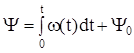 Ψ = ∫₀ᵗ ω(t) dt + Ψ₀